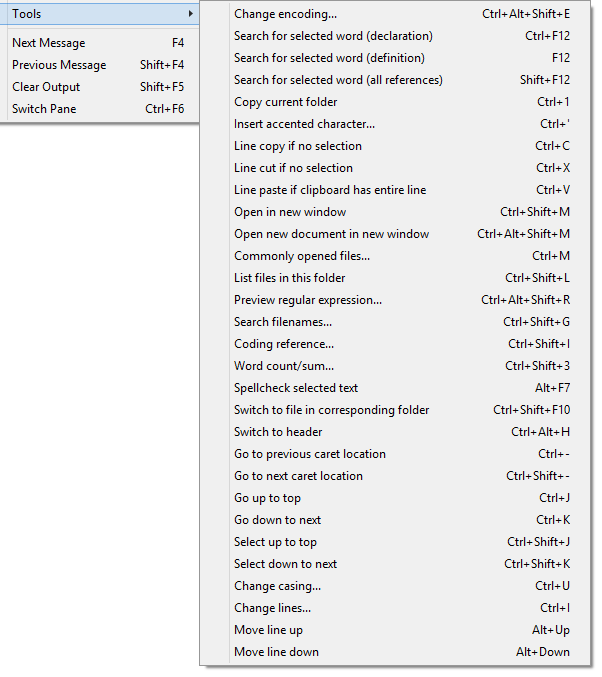 Tools
Next Message F4
Previous Message Shift+F4
Clear Output Shift+F5
Switch Pane Ctrl+F6
Change encoding... Ctrl+Alt+Shift+E
Search for selected word (declaration) Ctrl+F12
Search for selected word (definition) F12
Search for selected word (all references) Shift+F12
Copy current folder Ctrl+1
Insert accented character... Ctrl+'
Line copy if no selection Ctrl+C
Line cut if no selection Ctrl+X
Line paste if clipboard has entire line Ctrl+V
Open in new window Ctrl+Shift+M
Open new document in new window Ctrl+Alt+Shift+M
Commonly opened files... Ctrl+M
List files in this folder Ctrl+Shift+L
Preview regular expression... Ctrl+Alt+Shift+R
Search filenames... Ctrl+Shift+G
Coding reference... Ctrl+Shift+I
Word count/sum... Ctrl+Shift+3
Spellcheck selected text Alt+F7
Switch to file in corresponding folder Ctrl+Shift+F10
Switch to header Ctrl+Alt+H
Go to previous caret location Ctrl+-
Go to next caret location Ctrl+Shift+-
Go up to top Ctrl+J
Go down to next Ctrl+K
Select up to top Ctrl+Shift+J
Select down to next Ctrl+Shift+K
Change casing... Ctrl+U
Change lines... Ctrl+I
Move line up Alt+Up
Move line down Alt+Down